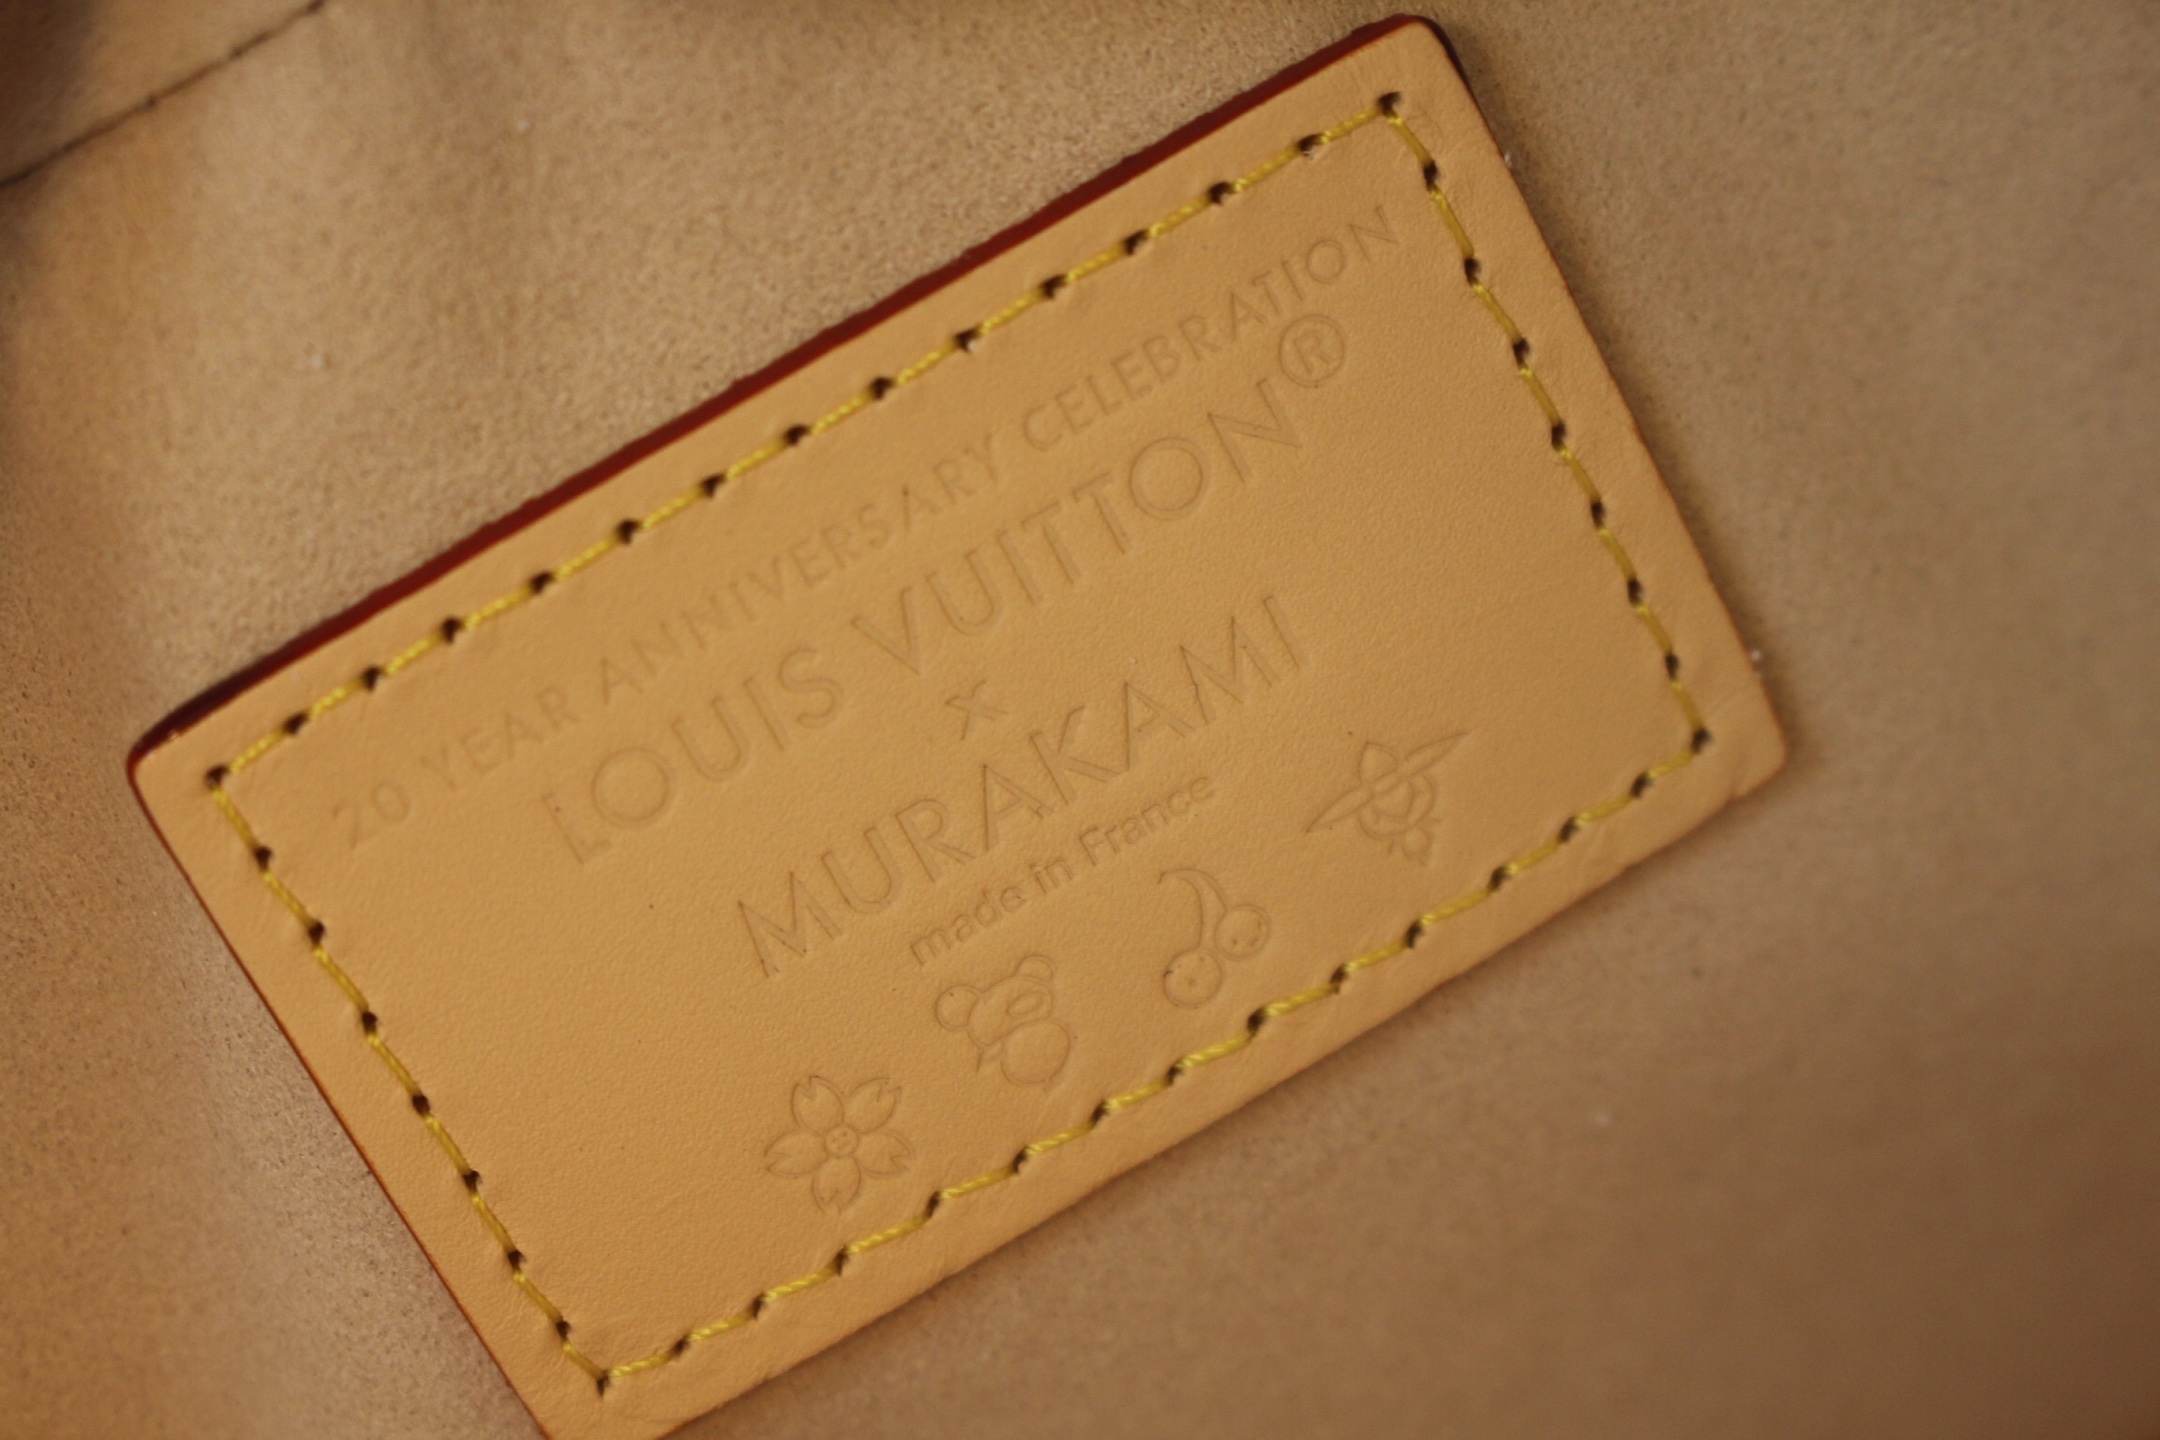 20 YEAR ANNIVERSARY CELEBRATION
LOUIS VUITTON®
x
MURAKAMI
made in France